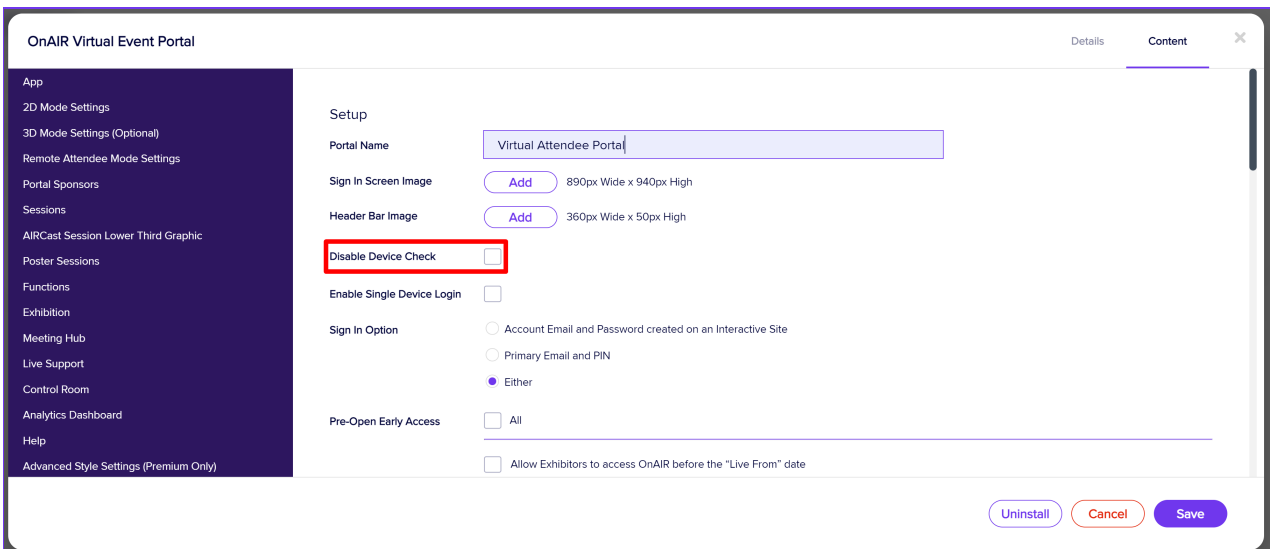 OnAIR Virtual Event Portal
Details
Content
App
2D Mode Settings
3D Mode Settings (Optional)
Remote Attendee Mode Settings
Portal Sponsors
Sessions
AIRCast Session Lower Third Graphic
Poster Sessions
Functions
Exhibition
Meeting Hub
Live Support
Control Room
Analytics Dashboard
Help
Advanced Style Settings (Premium Only)
Setup
Portal Name
Virtual Attendee Portal
Sign In Screen Image
Add
890px Wide x 940px High
Header Bar Image
Add
360px Wide x 50px High
Disable Device Check
Enable Single Device Login
Sign In Option
Account Email and Password created on an Interactive Site
Primary Email and PIN
Either
Pre-Open Early Access
All
Allow Exhibitors to access OnAIR before the “Live From” date
Uninstall
Cancel
Save